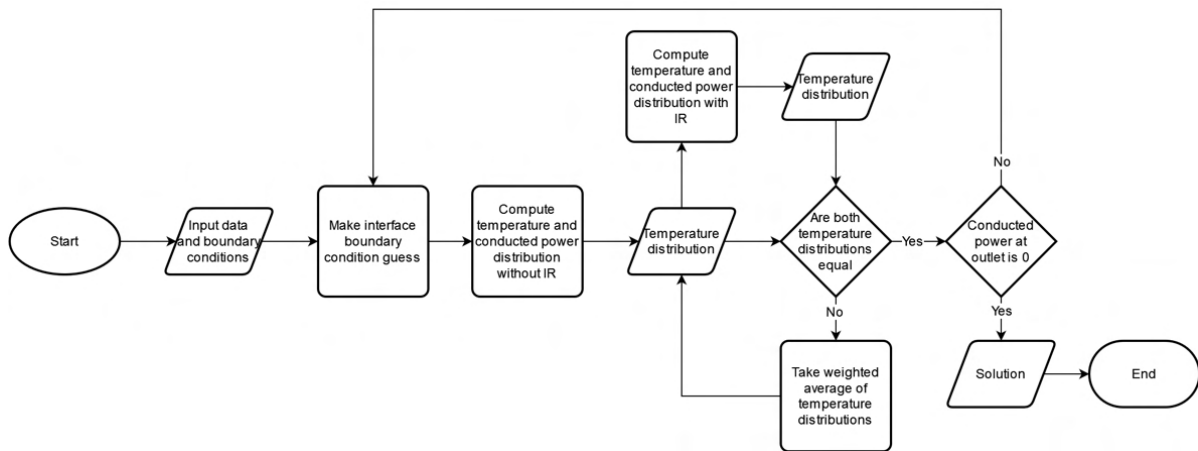 Start
Input data
and boundary
conditions
Make interface
boundary
condition guess
Compute
temperature and
conducted power
distribution
without IR
Temperature
distribution
Compute
temperature and
conducted power
distribution with
IR
Temperature
distribution
Are both
temperature
distributions
equal
Yes
No
Take weighted
average of
temperature
distributions
Conducted
power at
outlet is 0
No
Yes
Solution
End